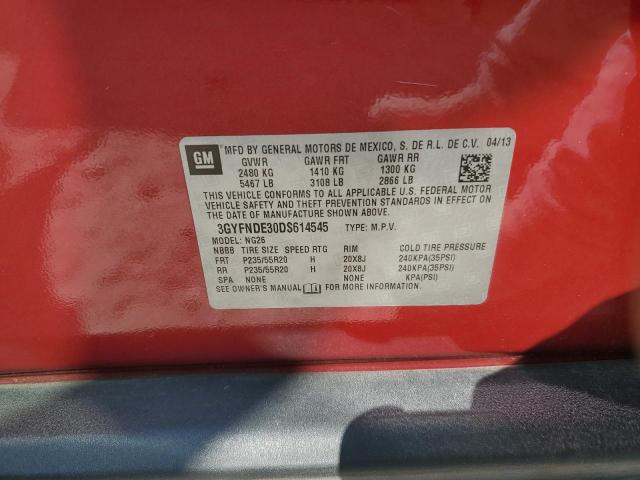 GM MFD BY GENERAL MOTORS DE MEXICO, S. DE R.L. DE C.V. 04/13
GVWR GAWR FRT GAWR RR
2480 KG 1410 KG 1300 KG
5467 LB 3108 LB 2866 LB
THIS VEHICLE CONFORMS TO ALL APPLICABLE U.S. FEDERAL MOTOR
VEHICLE SAFETY AND THEFT PREVENTION STANDARDS IN EFFECT ON
THE DATE OF MANUFACTURE SHOWN ABOVE.
3GYFNDE30DS614545 TYPE: M.P.V.
MODEL: NG26
NBBB TIRE SIZE SPEED RTG RIM COLD TIRE PRESSURE
FRT P235/55R20 H 20X8J 240KPA(35PSI)
RR P235/55R20 H 20X8J 240KPA(35PSI)
SPA NONE NONE KPA(PSI)
SEE OWNER'S MANUAL FOR MORE INFORMATION.